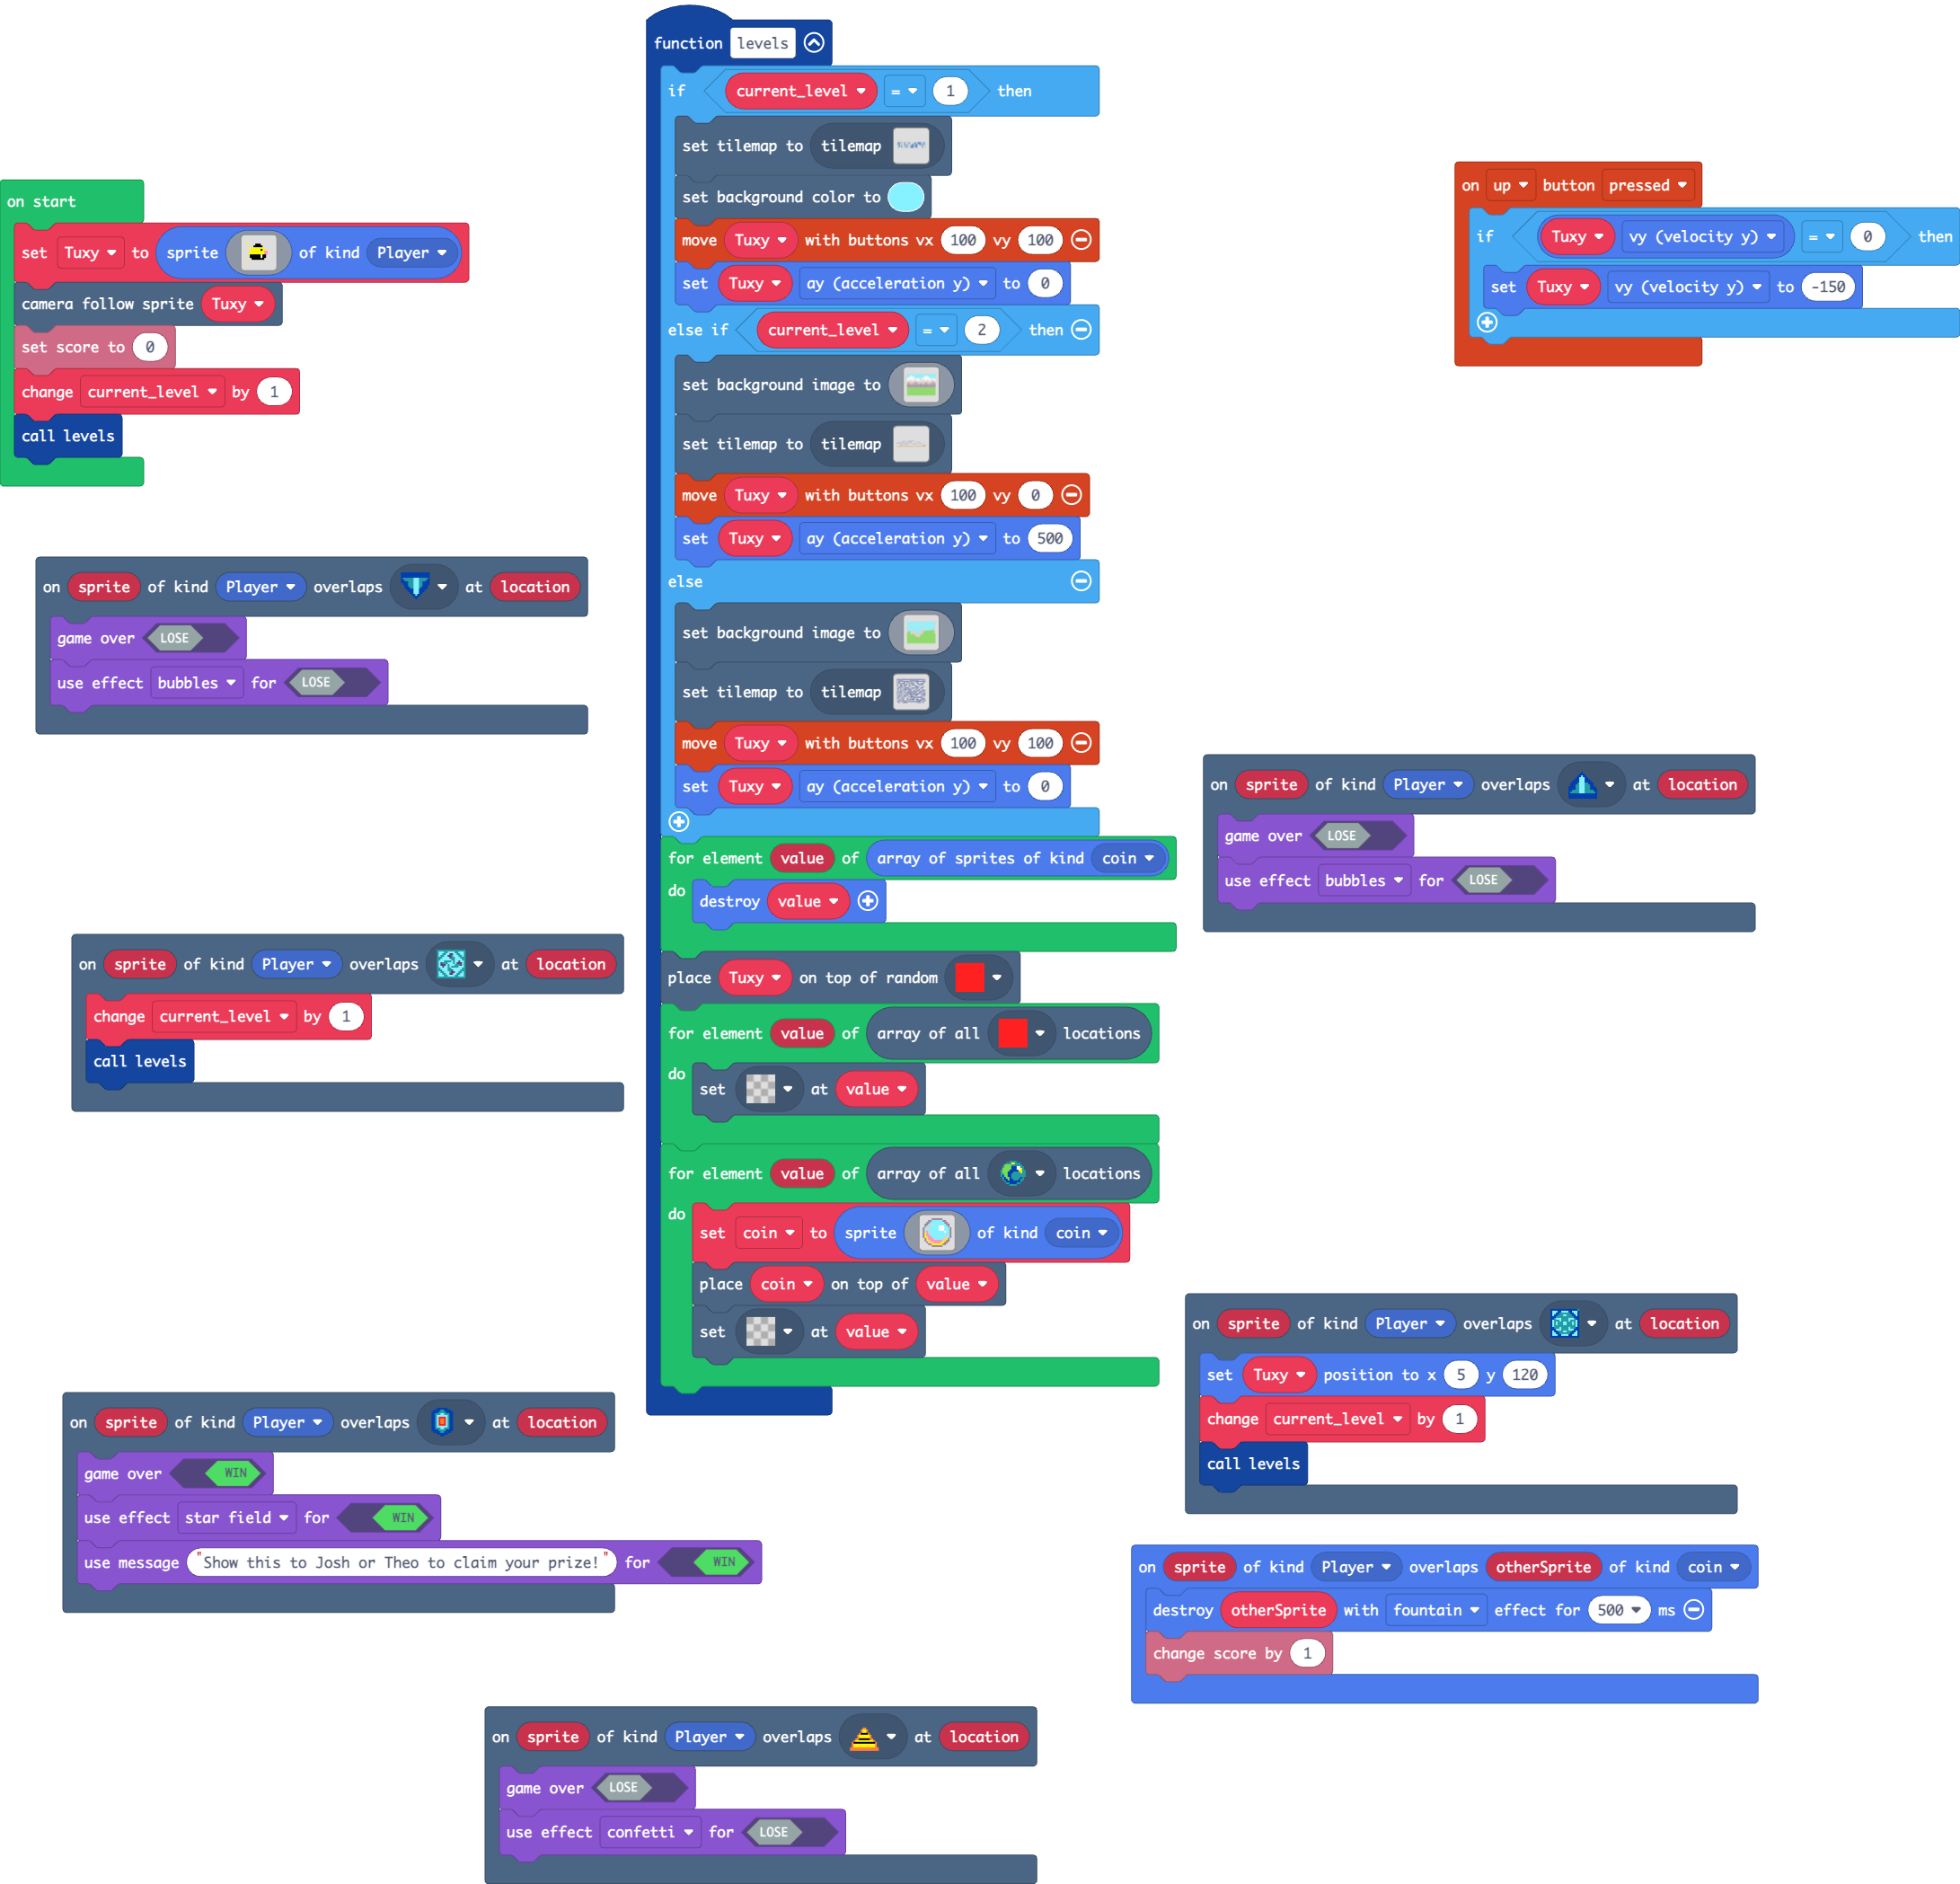 function levels
if current_level = 1 then
set tilemap to tilemap
set background color to
move Tuxy with buttons vx 100 vy 100
set Tuxy ay (acceleration y) to 0
else if current_level = 2 then
set background image to
set tilemap to tilemap
move Tuxy with buttons vx 100 vy 0
set Tuxy ay (acceleration y) to 500
else
set background image to
set tilemap to tilemap
move Tuxy with buttons vx 100 vy 100
set Tuxy ay (acceleration y) to 0
for element value of array of sprites of kind coin
do destroy value
place Tuxy on top of random
for element value of array of all locations
do set at value
for element value of array of all locations
do set coin to sprite of kind coin
place coin on top of value
set at value
on start
set Tuxy to sprite of kind Player
camera follow sprite Tuxy
set score to 0
change current_level by 1
call levels
on up button pressed
if Tuxy vy (velocity y) = 0 then
set Tuxy vy (velocity y) to -150
on sprite of kind Player overlaps at location
game over LOSE
use effect bubbles for LOSE
on sprite of kind Player overlaps at location
game over LOSE
use effect bubbles for LOSE
on sprite of kind Player overlaps at location
change current_level by 1
call levels
on sprite of kind Player overlaps at location
set Tuxy position to x 5 y 120
change current_level by 1
call levels
on sprite of kind Player overlaps at location
game over WIN
use effect star field for WIN
use message "Show this to Josh or Theo to claim your prize!" for WIN
on sprite of kind Player overlaps otherSprite of kind coin
destroy otherSprite with fountain effect for 500 ms
change score by 1
on sprite of kind Player overlaps at location
game over LOSE
use effect confetti for LOSE